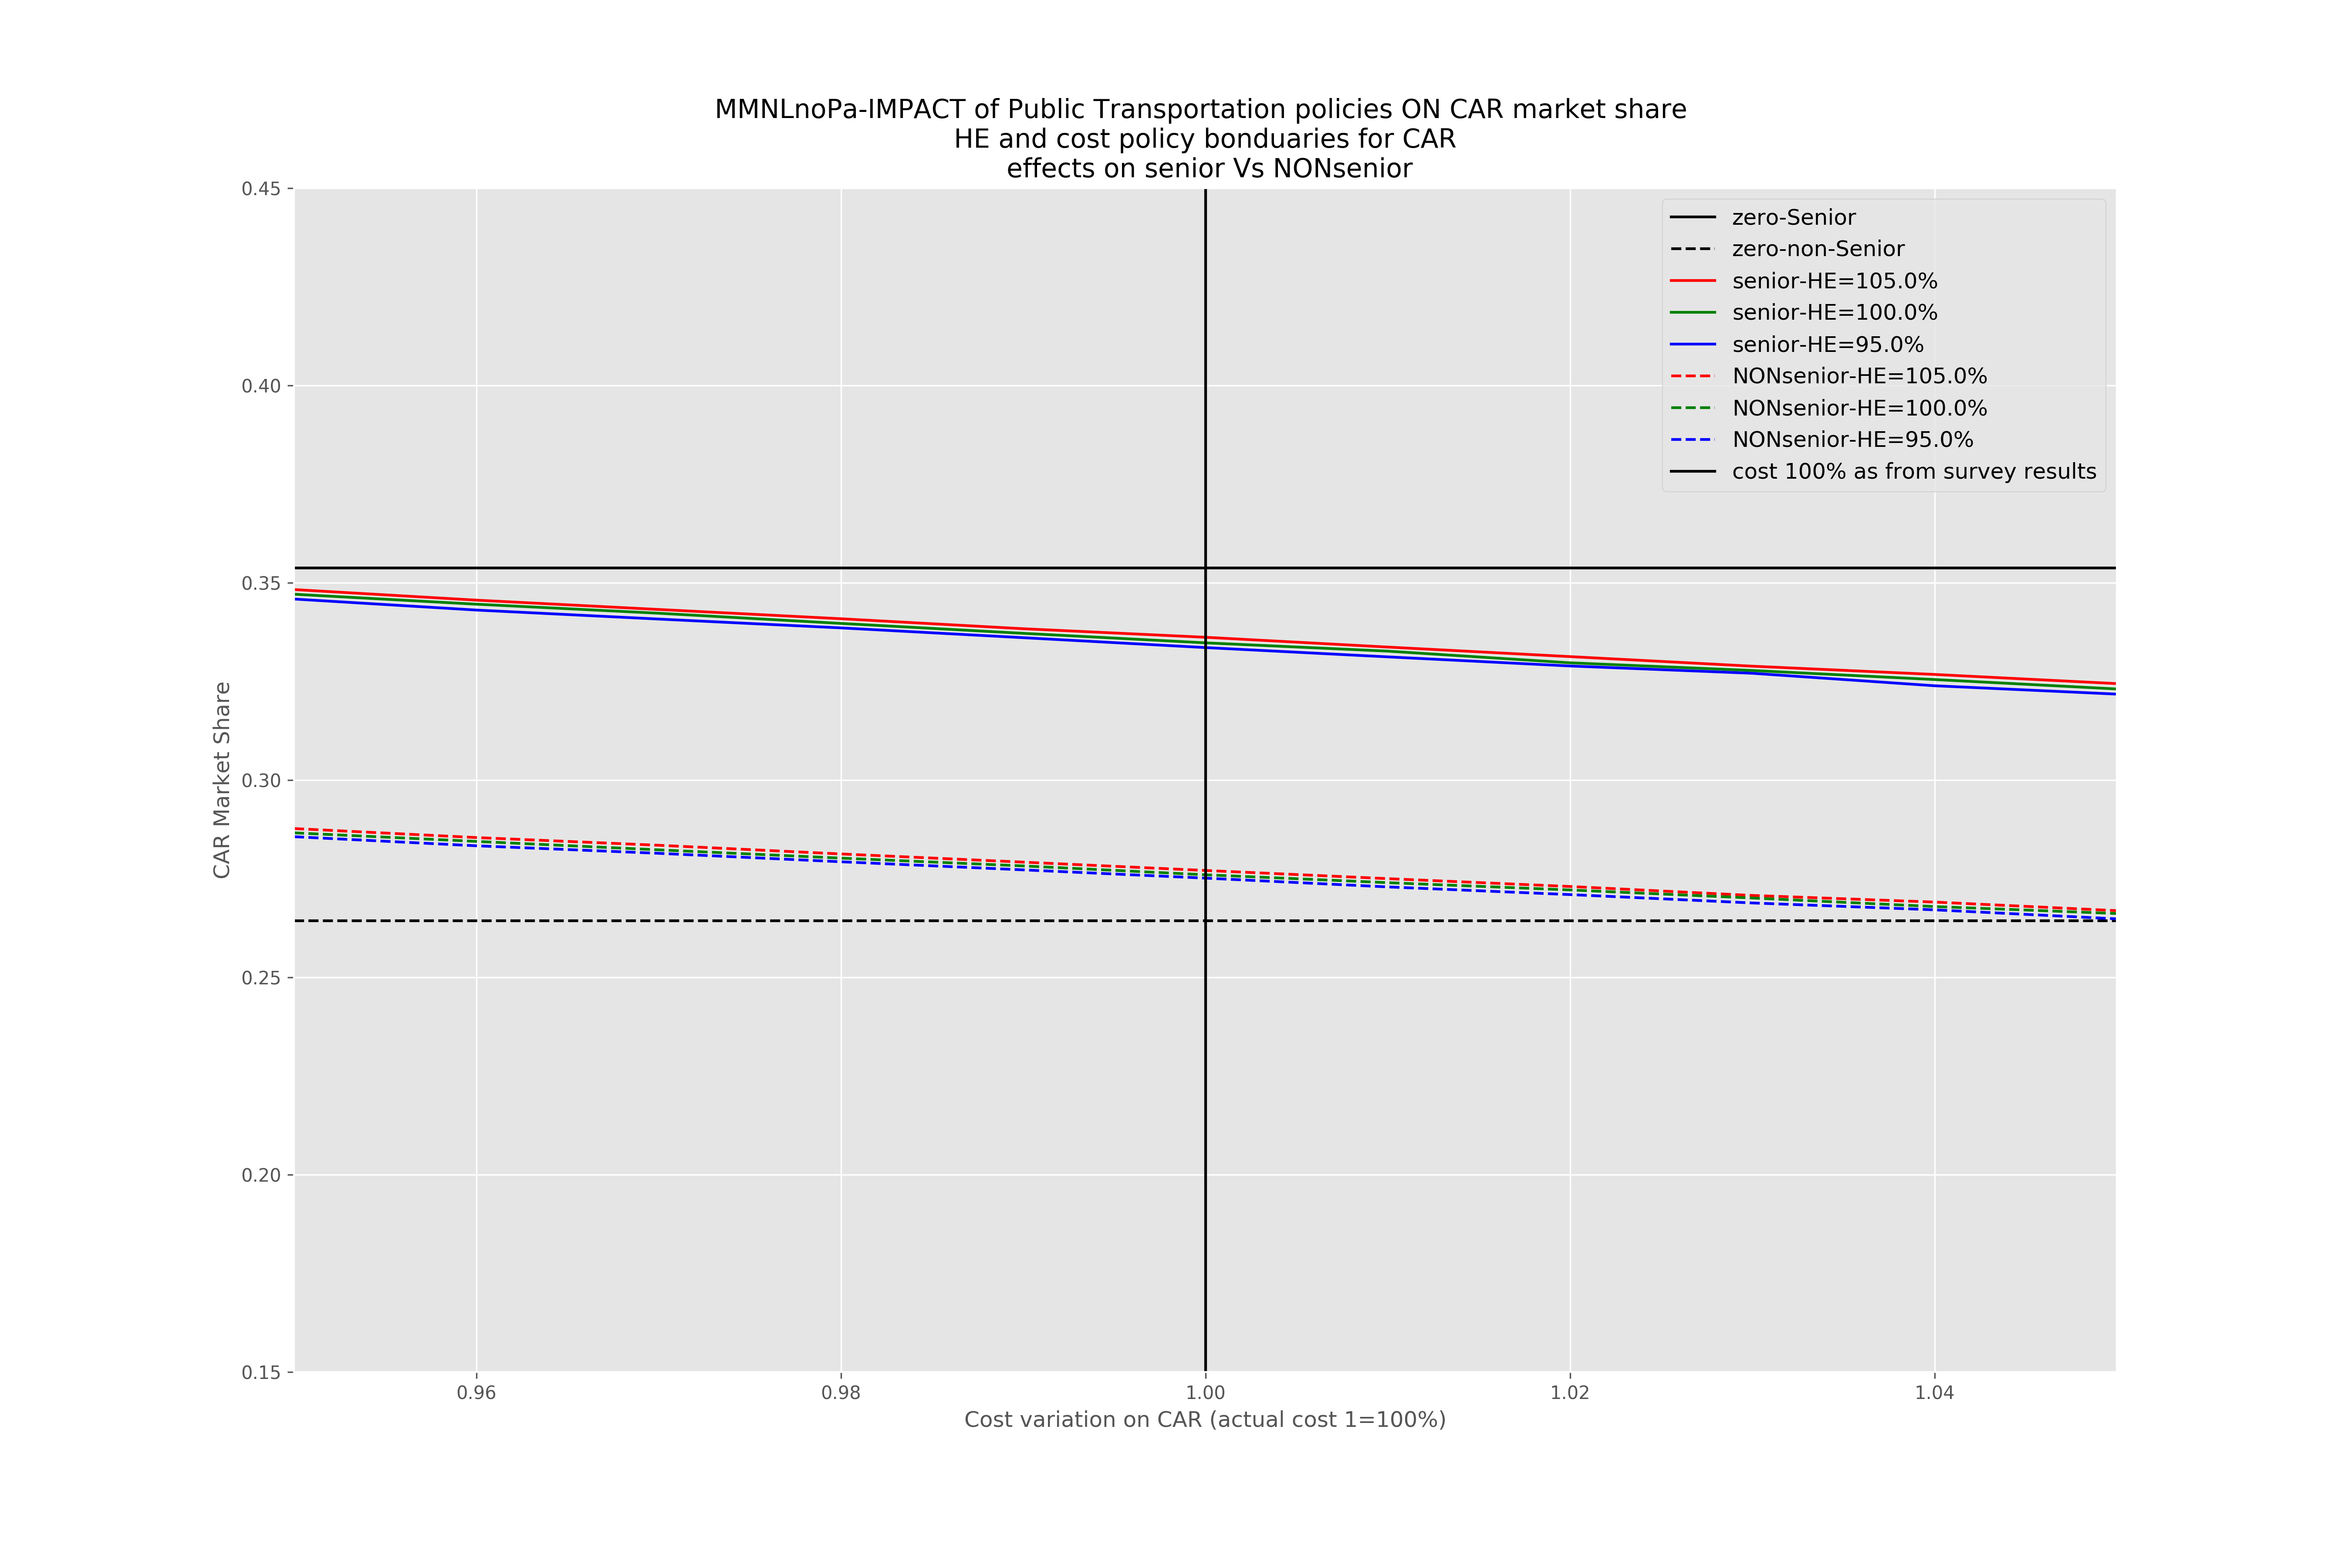 MMNLnoPa-IMPACT of Public Transportation policies ON CAR market share
HE and cost policy bonduaries for CAR
effects on senior Vs NONsenior
0.45
0.40
0.35
0.30
0.25
0.20
0.15
CAR Market Share
zero-Senior
zero-non-Senior
senior-HE=105.0%
senior-HE=100.0%
senior-HE=95.0%
NONsenior-HE=105.0%
NONsenior-HE=100.0%
NONsenior-HE=95.0%
cost 100% as from survey results
0.96 0.98 1.00 1.02 1.04
Cost variation on CAR (actual cost 1=100%)